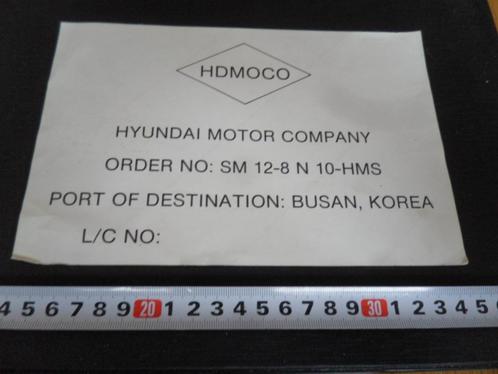 HDMOCO
HYUNDAI MOTOR COMPANY
ORDER NO: SM 12-8 N 10-HMS
PORT OF DESTINATION: BUSAN, KOREA
L/C NO:
4 5 6 7 8 9 20 1 2 3 4 5 6 7 8 9 30 1 2 3 4 5